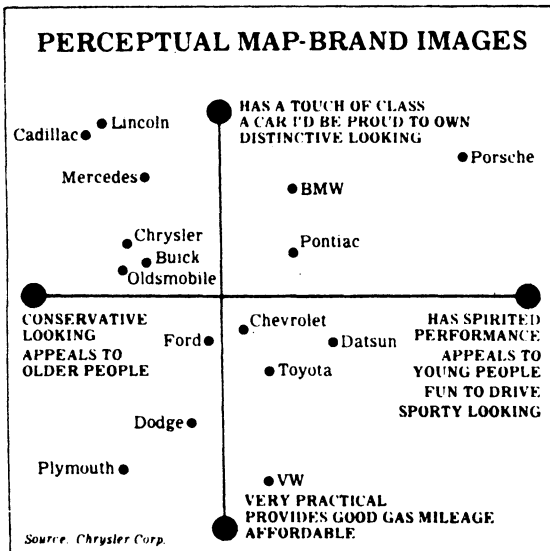 PERCEPTUAL MAP-BRAND IMAGES
HAS A TOUCH OF CLASS
A CAR I'D BE PROUD TO OWN
DISTINCTIVE LOOKING
Lincoln
Cadillac
Porsche
Mercedes
BMW
Chrysler
Pontiac
Buick
Oldsmobile
CONSERVATIVE
LOOKING
APPEALS TO
OLDER PEOPLE
HAS SPIRITED
PERFORMANCE
APPEALS TO
YOUNG PEOPLE
FUN TO DRIVE
SPORTY LOOKING
Chevrolet
Ford
Datsun
Toyota
Dodge
Plymouth
VW
VERY PRACTICAL
PROVIDES GOOD GAS MILEAGE
AFFORDABLE
Source. Chrysler Corp.